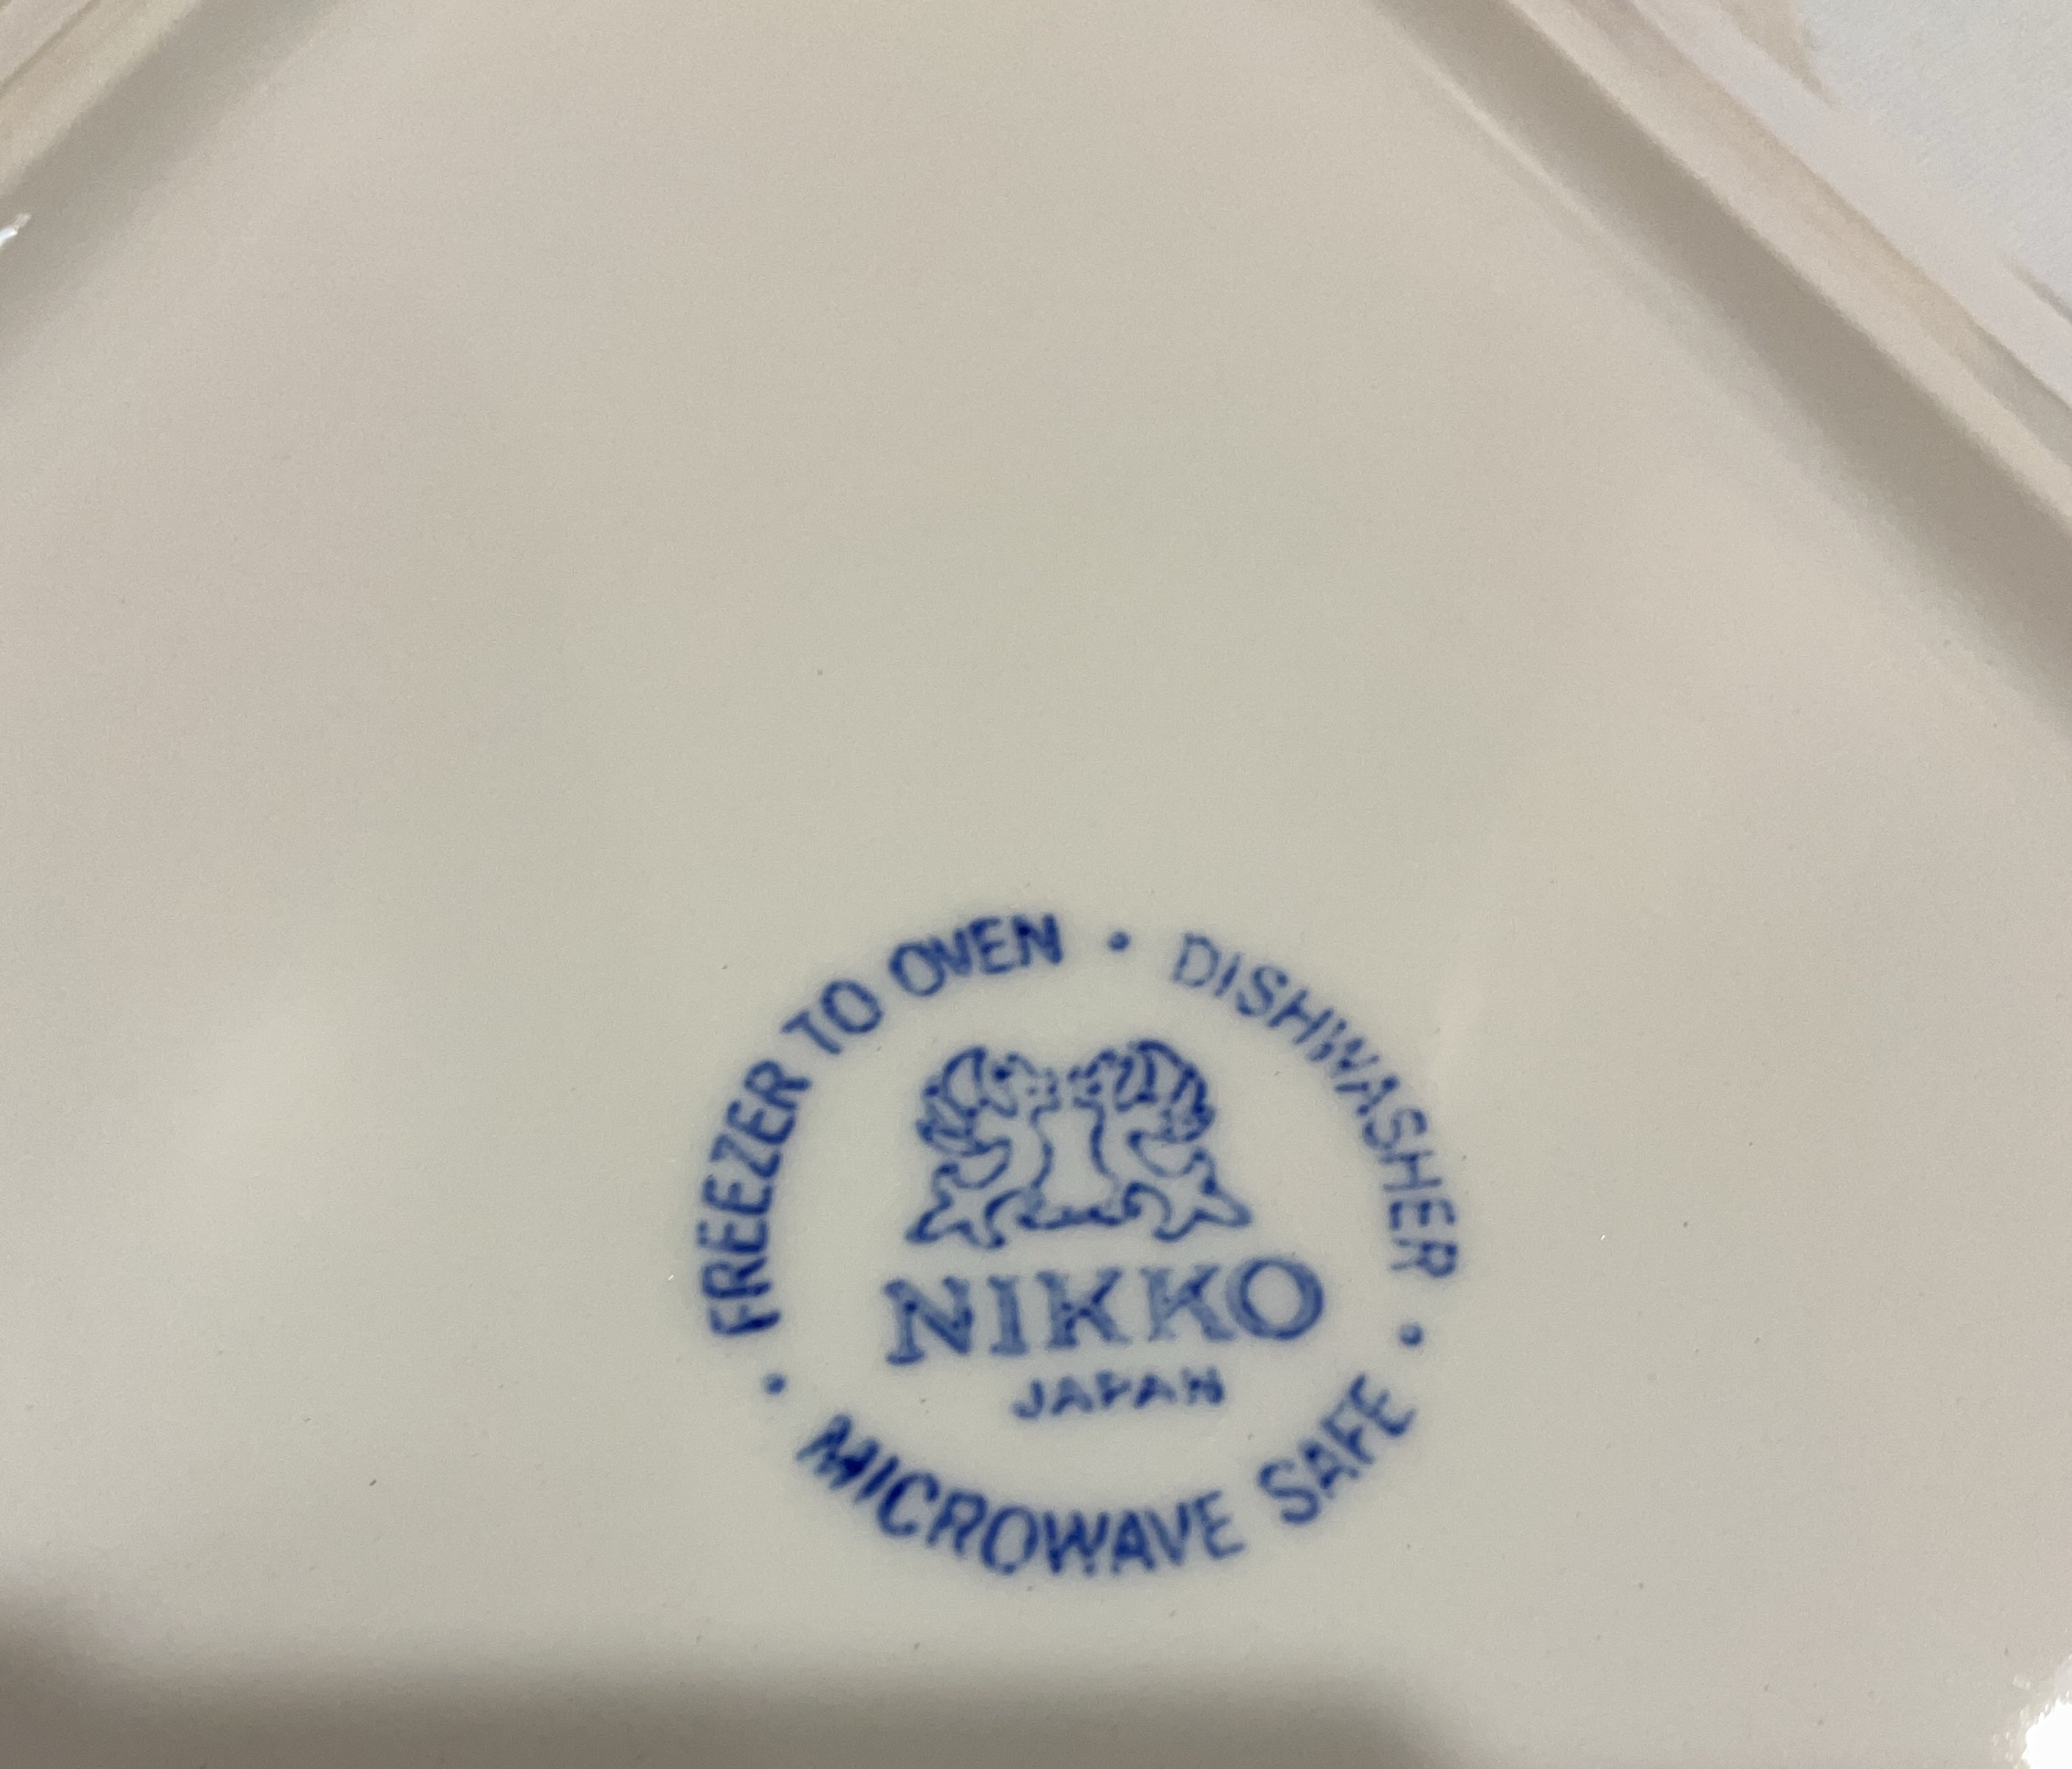 FREEZER TO OVEN • DISHWASHER • MICROWAVE SAFE •
NIKKO
JAPAN